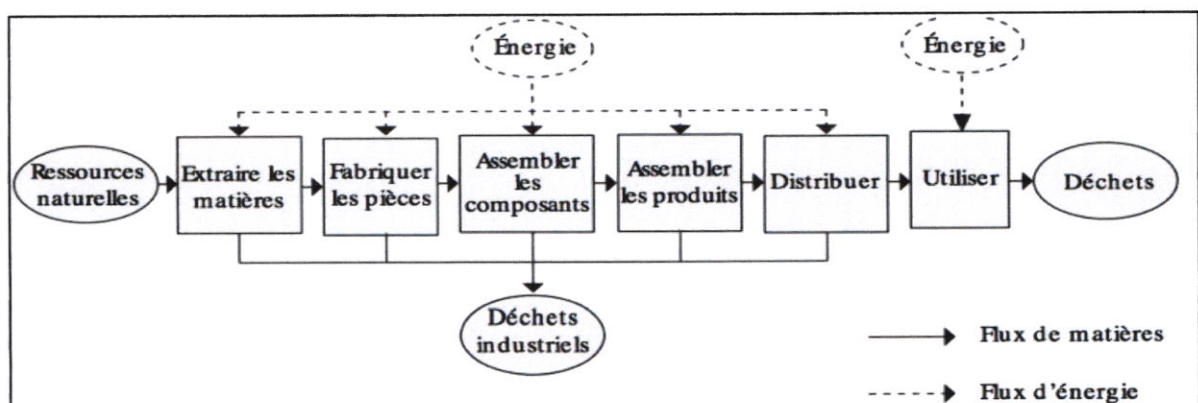 Énergie
Énergie
Ressources
naturelles
Extraire les
matières
Fabriquer
les pièces
Assembler
les
composants
Assembler
les produits
Distribuer
Utiliser
Déchets
Déchets
industriels
Flux de matières
Flux d'énergie